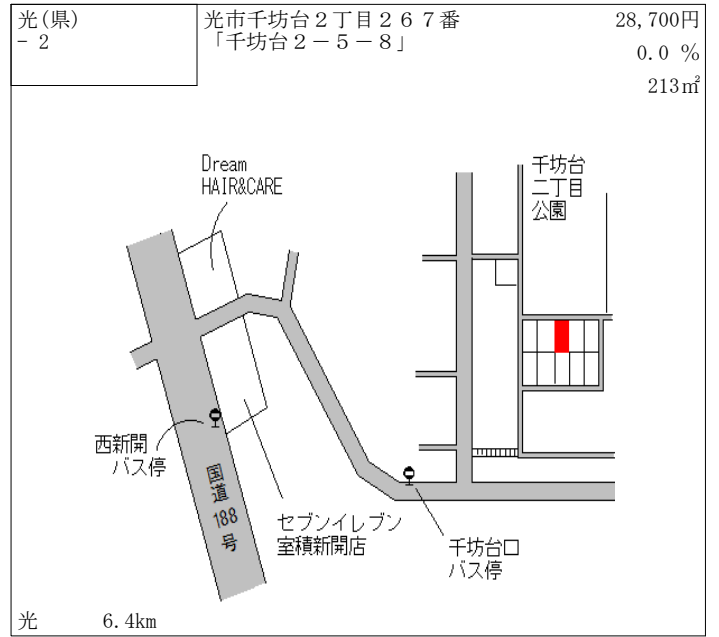 光(県)
- 2
光市千坊台２丁目２６７番
「千坊台２－５－８」
28,700円
0.0 %
213㎡
Dream
HAIR&CARE
千坊台
二丁目
公園
西新開
バス停
国道188号
セブンイレブン
室積新開店
千坊台口
バス停
光 6.4km